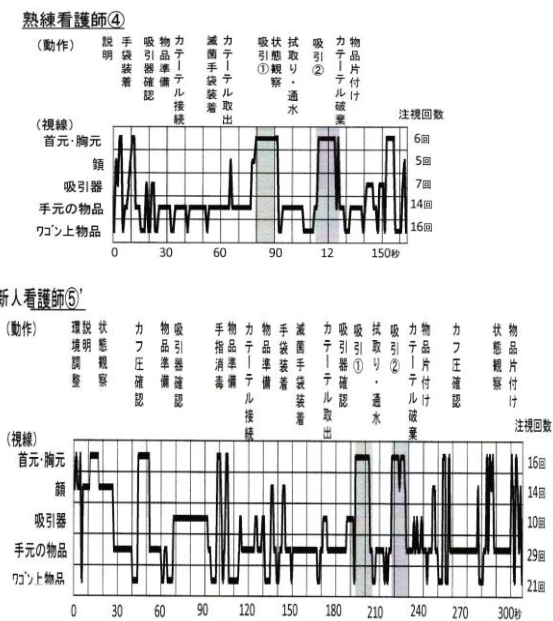 熟練看護師④
（動作）
説明
手袋装着
吸引器確認
物品準備
カテーテル接続
滅菌手袋装着
カテーテル取出
吸引①
状態観察
拭取り・通水
吸引②
カテーテル破棄
物品片付け
（視線）
注視回数
首元・胸元 6回
顔 5回
吸引器 7回
手元の物品 14回
ワゴン上物品 16回
0 30 60 90 12 150秒
新人看護師⑤'
（動作）
環境調整
説明
状態観察
カフ圧確認
物品準備
吸引器確認
手指消毒
物品準備
カテーテル接続
物品準備
手袋装着
滅菌手袋装着
カテーテル取出
吸引器確認
吸引①
拭取り・通水
吸引②
カテーテル破棄
物品片付け
カフ圧確認
状態観察
物品片付け
（視線）
注視回数
首元・胸元 16回
顔 14回
吸引器 10回
手元の物品 29回
ワゴン上物品 21回
0 30 60 90 120 150 180 210 240 270 300秒